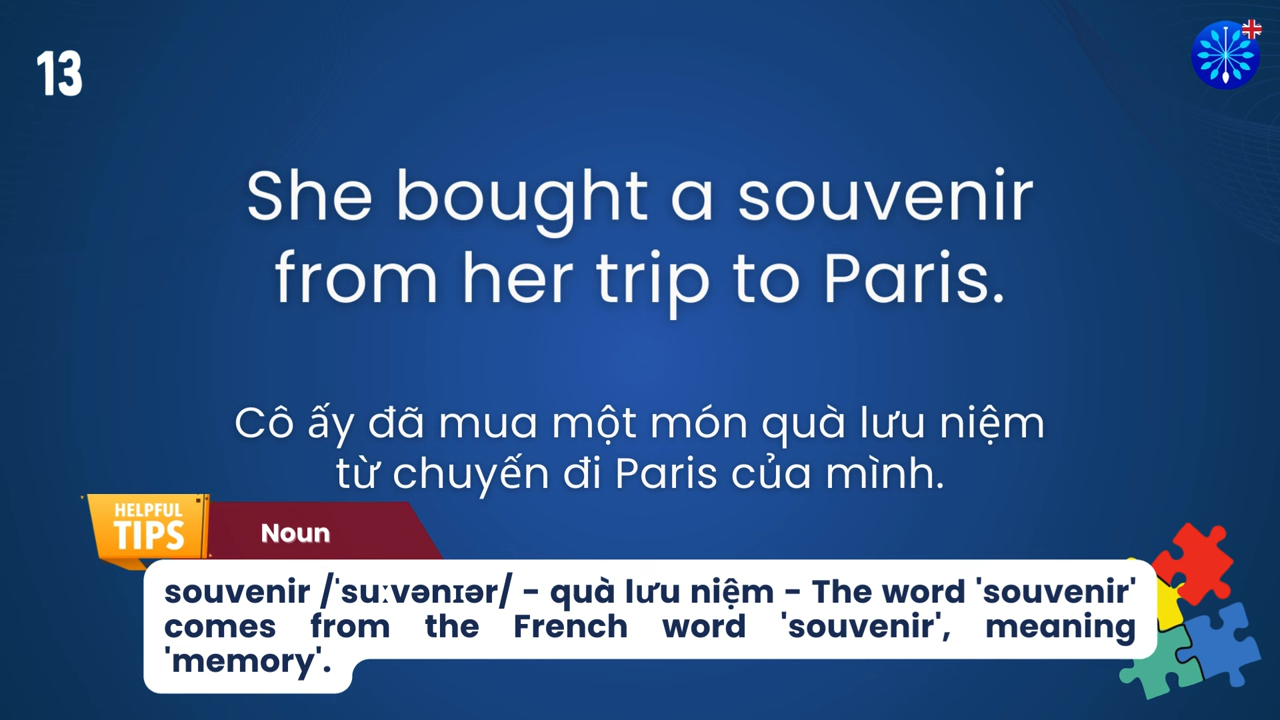 13
She bought a souvenir
from her trip to Paris.
Cô ấy đã mua một món quà lưu niệm
từ chuyến đi Paris của mình.
HELPFUL
TIPS
Noun
souvenir /ˈsuːvənɪər/ - quà lưu niệm - The word 'souvenir'
comes from the French word 'souvenir', meaning
'memory'.